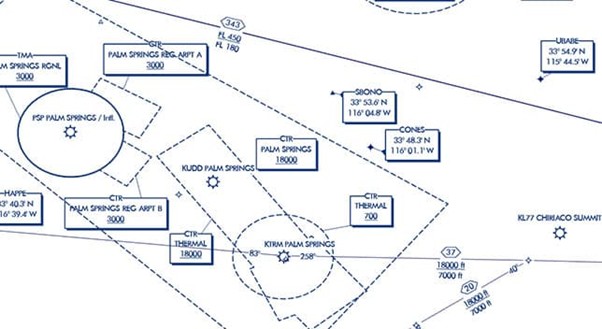 343
FL 450
FL 180
CTR
PALM SPRINGS REG ARPT A
3000
TMA
M SPRINGS RGNL
3000
UBABE
33° 54.9' N
115° 44.5' W
SBONO
33° 53.6' N
116° 04.8' W
PSP PALM SPRINGS / Intl.
CONES
33° 48.3' N
116° 01.1' W
CTR
PALM SPRINGS
18000
KUDD PALM SPRINGS
HAPPE
3° 40.3' N
16° 39.4' W
CTR
PALM SPRINGS REG ARPT B
3000
CTR
THERMAL
700
KL77 CHIRIACO SUMMIT
CTR
THERMAL
18000
KTRM PALM SPRINGS
83°
258°
37
18000 ft
7000 ft
40°
20
18000 ft
7000 ft